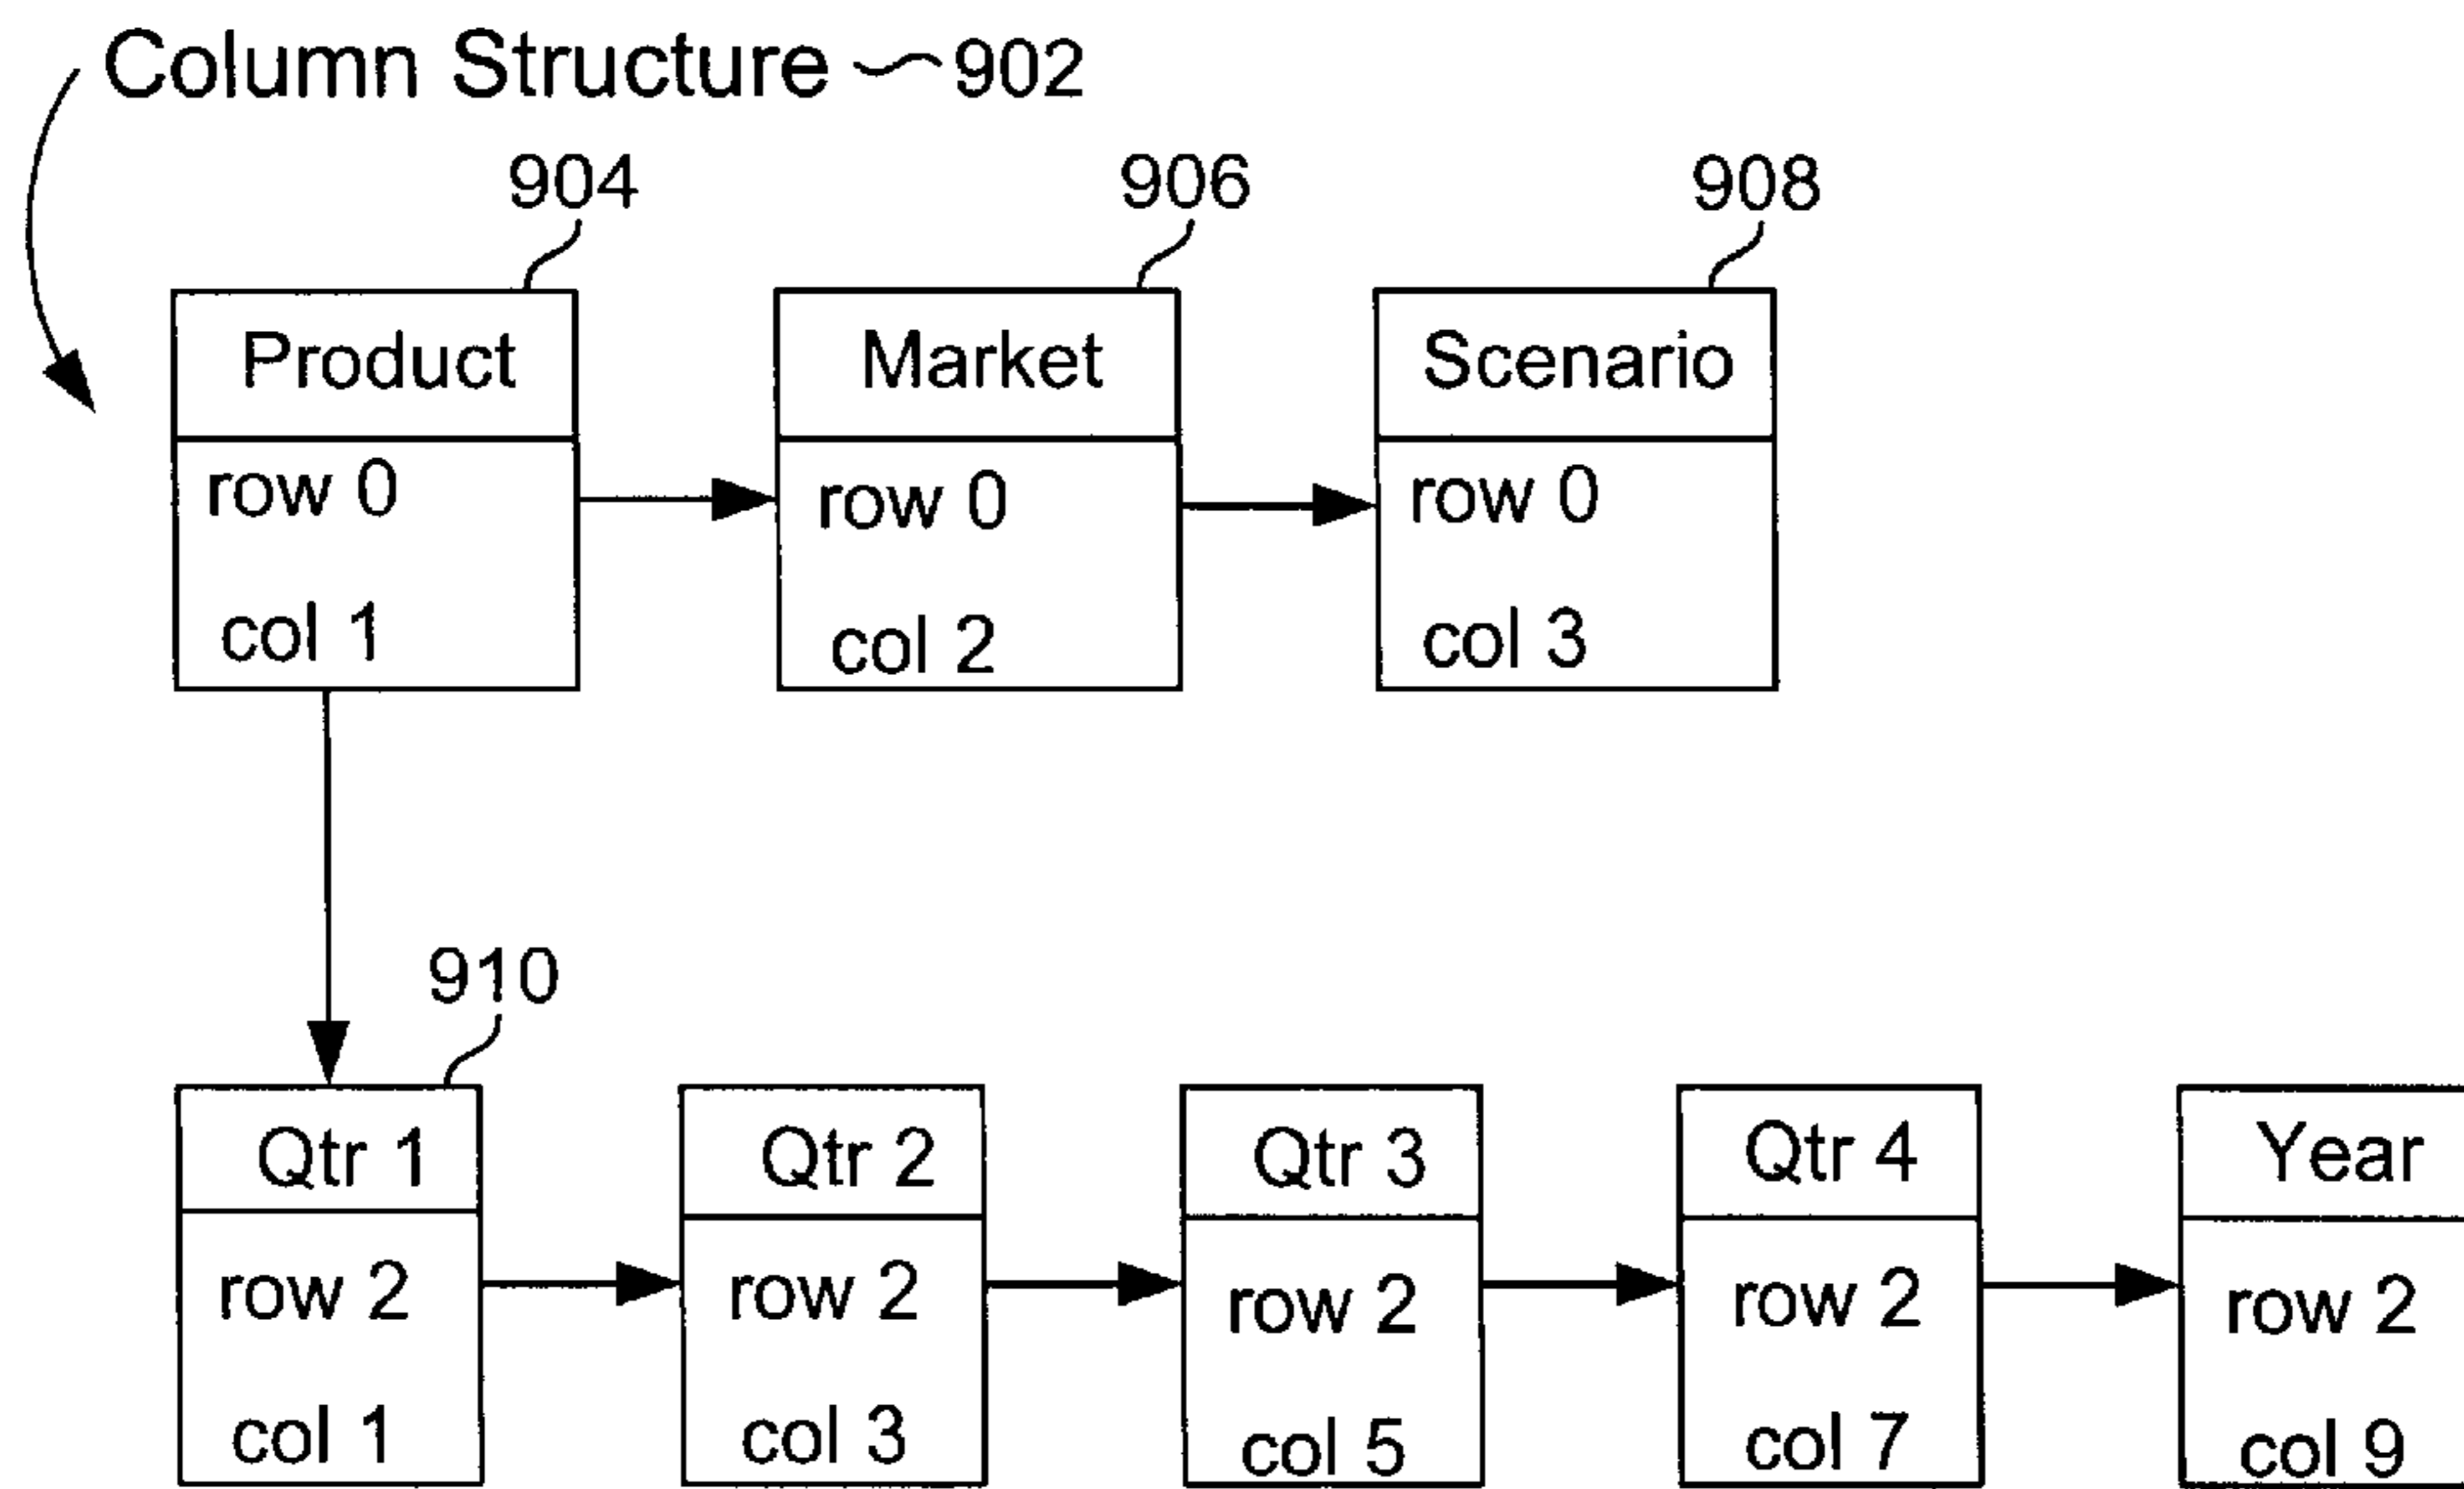 Column Structure 902
904 906 908
Product Market Scenario
row 0 row 0 row 0
col 1 col 2 col 3
910
Qtr 1 Qtr 2 Qtr 3 Qtr 4 Year
row 2 row 2 row 2 row 2 row 2
col 1 col 3 col 5 col 7 col 9